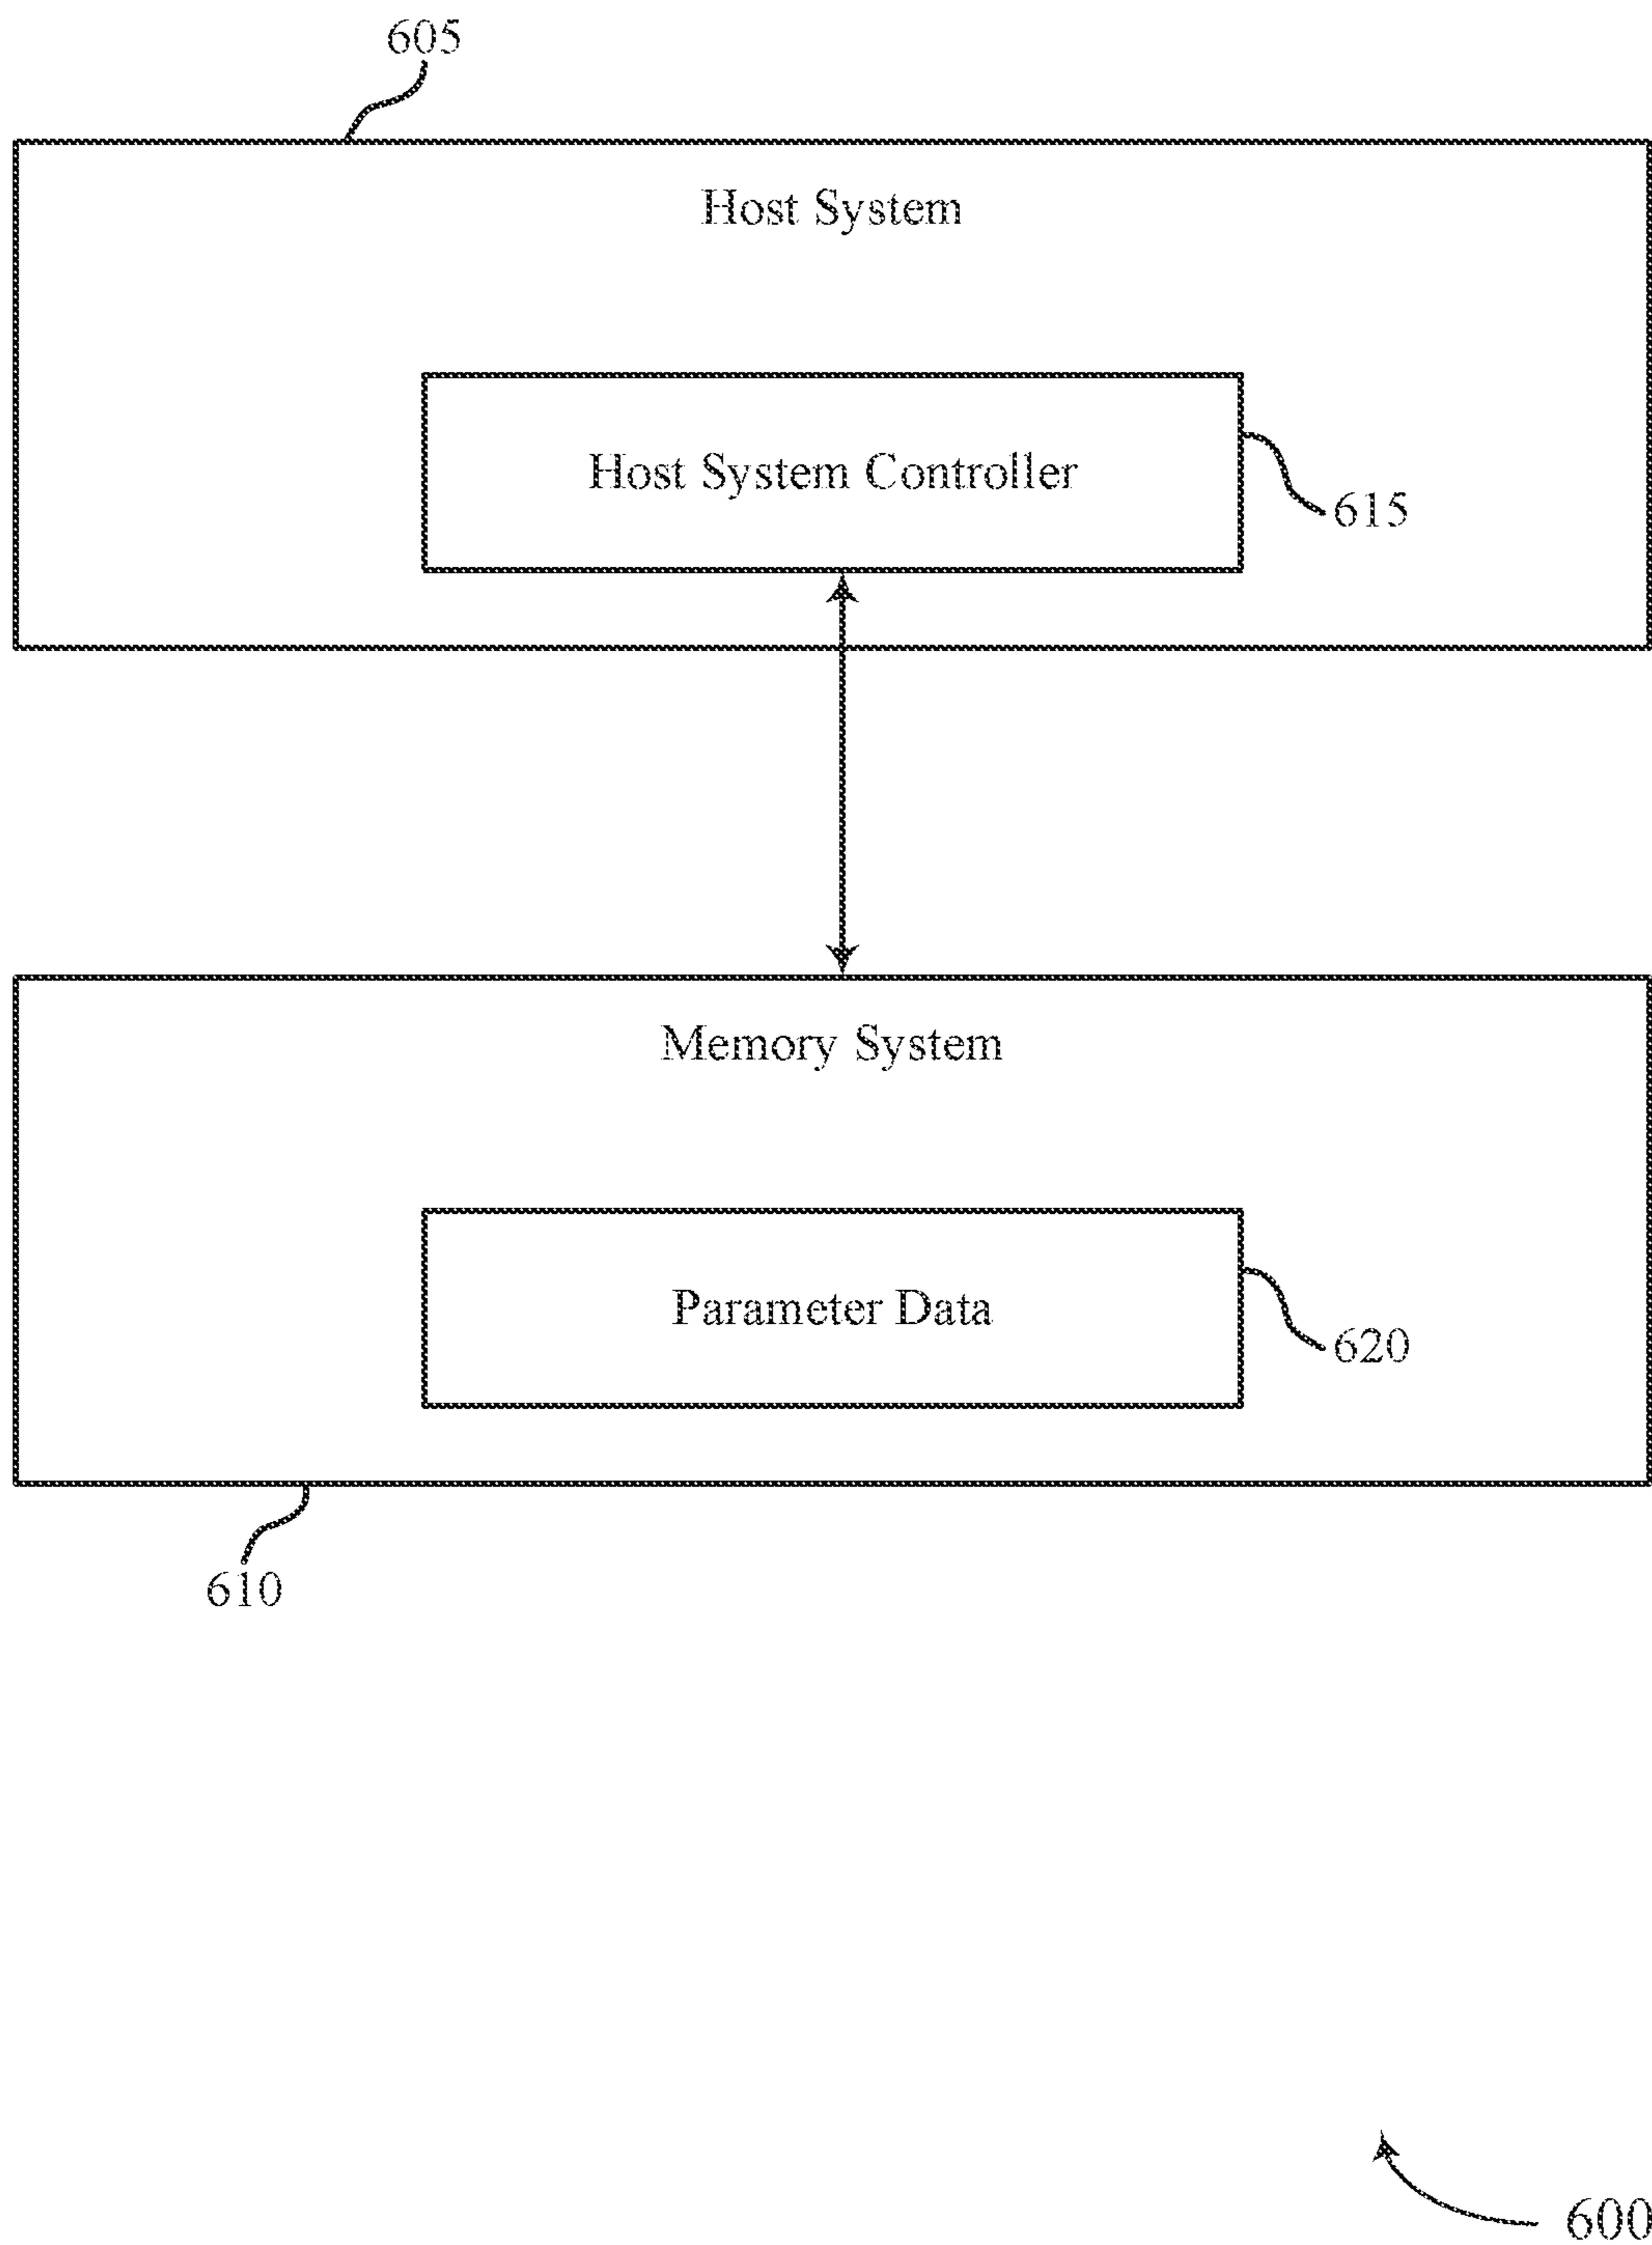 605
Host System
Host System Controller
615
Memory System
Parameter Data
620
610
600